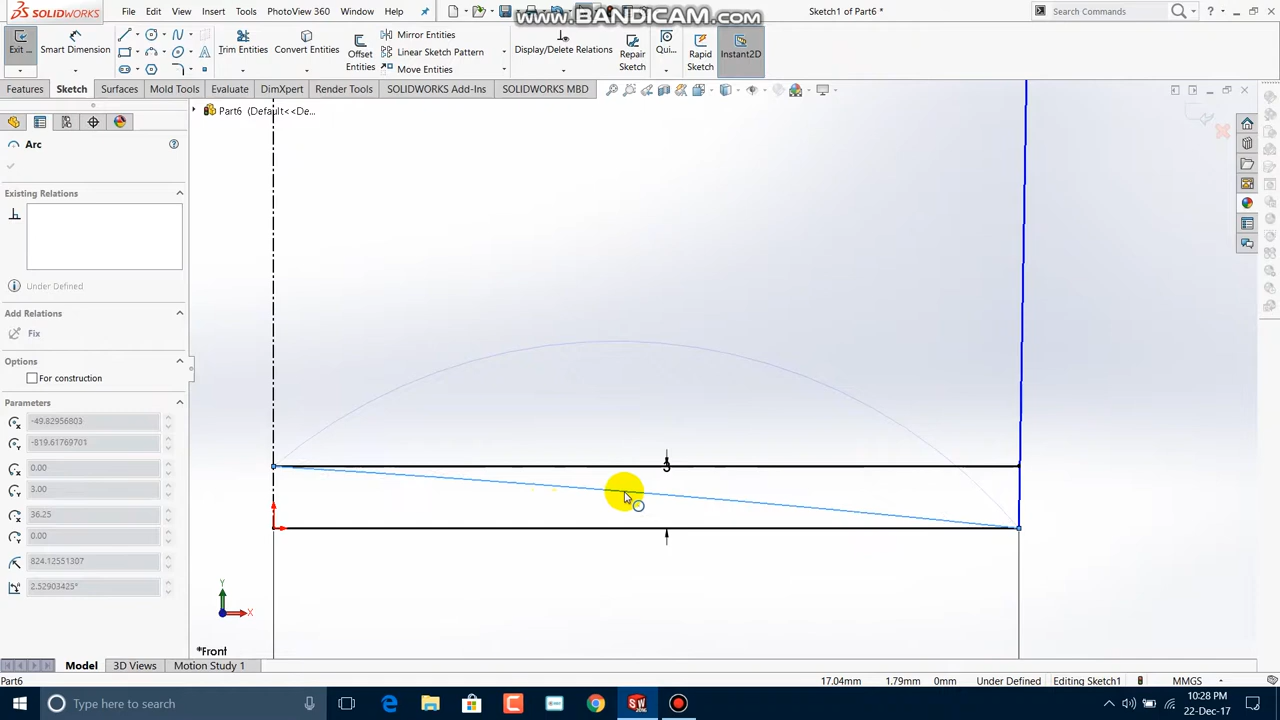 SOLIDWORKS
File Edit View Insert Tools PhotoView 360 Window Help
www.BANDICAM.com
Sketch1 of Part6 *
Search Commands
Exit ...
Smart Dimension
Trim Entities
Convert Entities
Offset Entities
Mirror Entities
Linear Sketch Pattern
Move Entities
Display/Delete Relations
Repair Sketch
Qui...
Rapid Sketch
Instant2D
Features Sketch Surfaces Mold Tools Evaluate DimXpert Render Tools SOLIDWORKS Add-Ins SOLIDWORKS MBD
Part6 (Default<<De...
Arc
Existing Relations
Under Defined
Add Relations
Fix
Options
For construction
Parameters
-49.82956803
-819.61769701
0.00
3.00
36.25
0.00
824.12551307
2.52903425°
3
Y
X
*Front
Model 3D Views Motion Study 1
Part6 17.04mm 1.79mm 0mm Under Defined Editing Sketch1 MMGS
Type here to search
10:28 PM
22-Dec-17